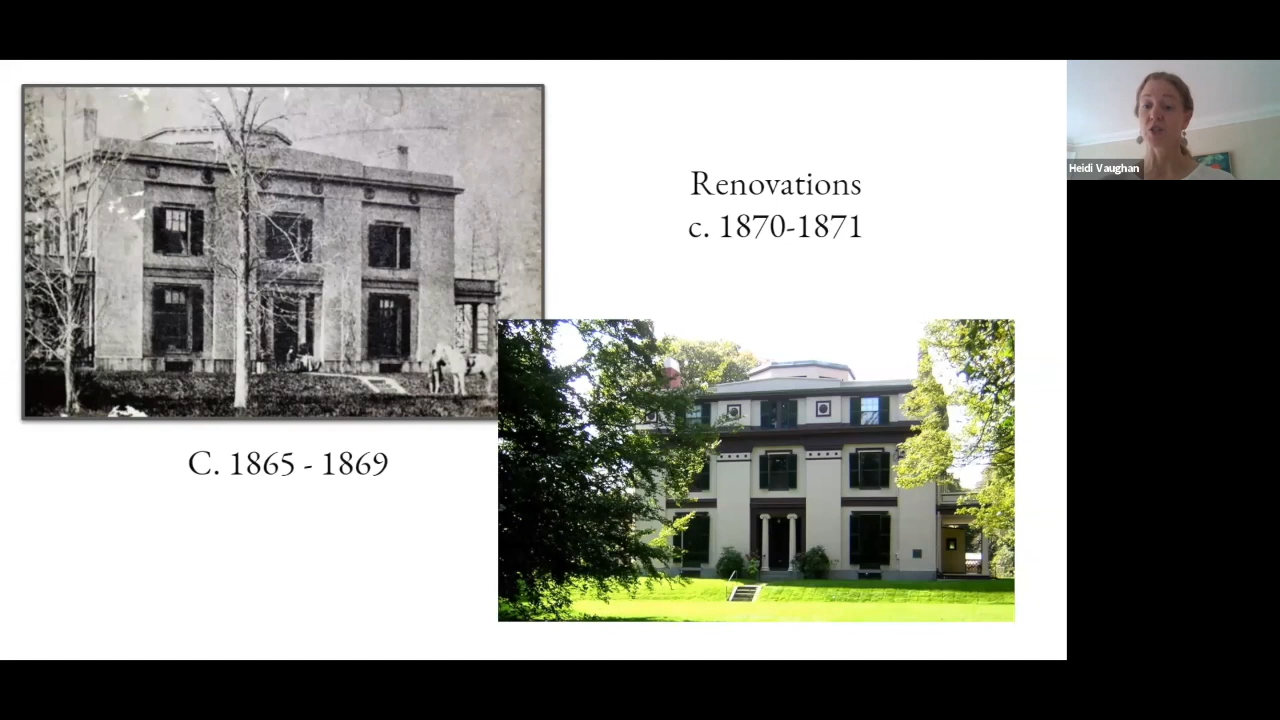 Renovations
c. 1870-1871
C. 1865 - 1869
Heidi Vaughan